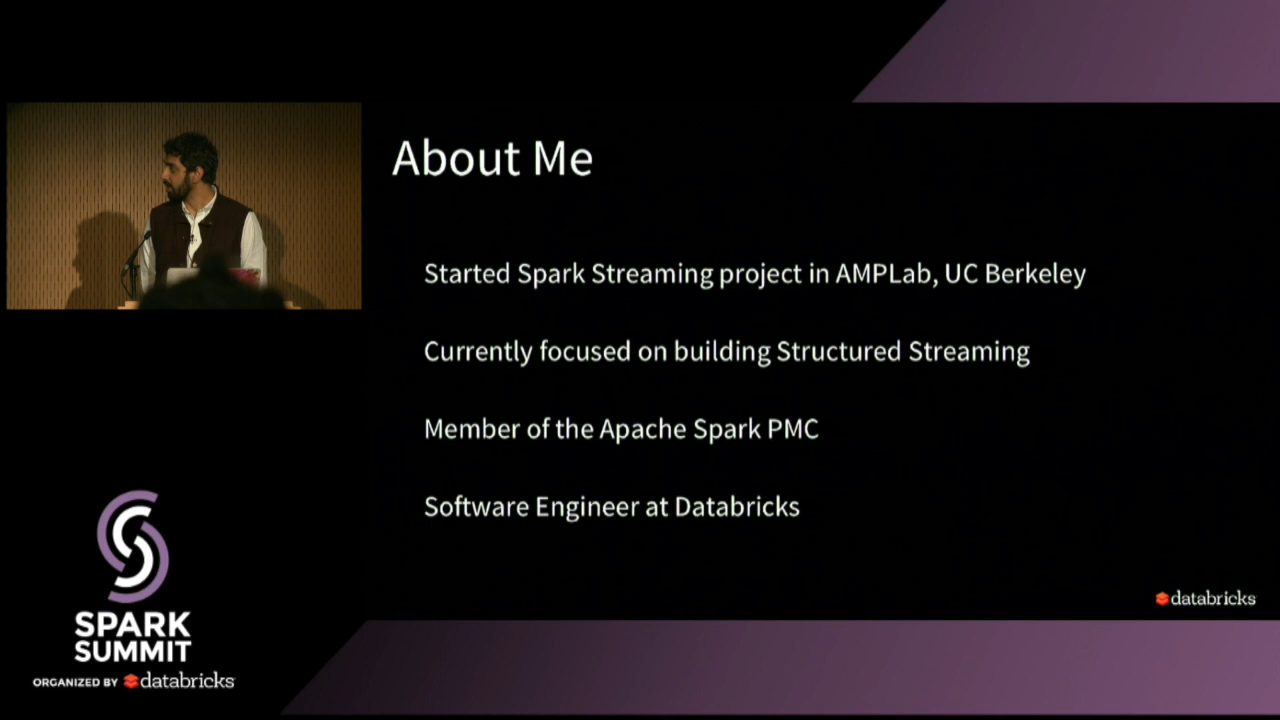 About Me
Started Spark Streaming project in AMPLab, UC Berkeley
Currently focused on building Structured Streaming
Member of the Apache Spark PMC
Software Engineer at Databricks
databricks
SPARK
SUMMIT
ORGANIZED BY databricks